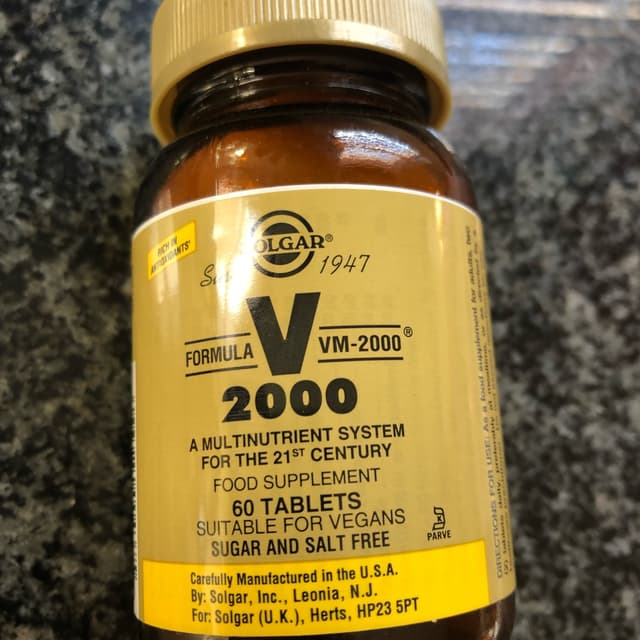 RICH IN
ANTIOXIDANTS*
SOLGAR®
1947
V
FORMULA VM-2000®
2000
A MULTINUTRIENT SYSTEM
FOR THE 21ST CENTURY
FOOD SUPPLEMENT
60 TABLETS
SUITABLE FOR VEGANS
SUGAR AND SALT FREE
PARVE
Carefully Manufactured in the U.S.A.
By: Solgar, Inc., Leonia, N.J.
For: Solgar (U.K.), Herts, HP23 5PT
DIRECTIONS FOR USE: As a food supplement for adults, two